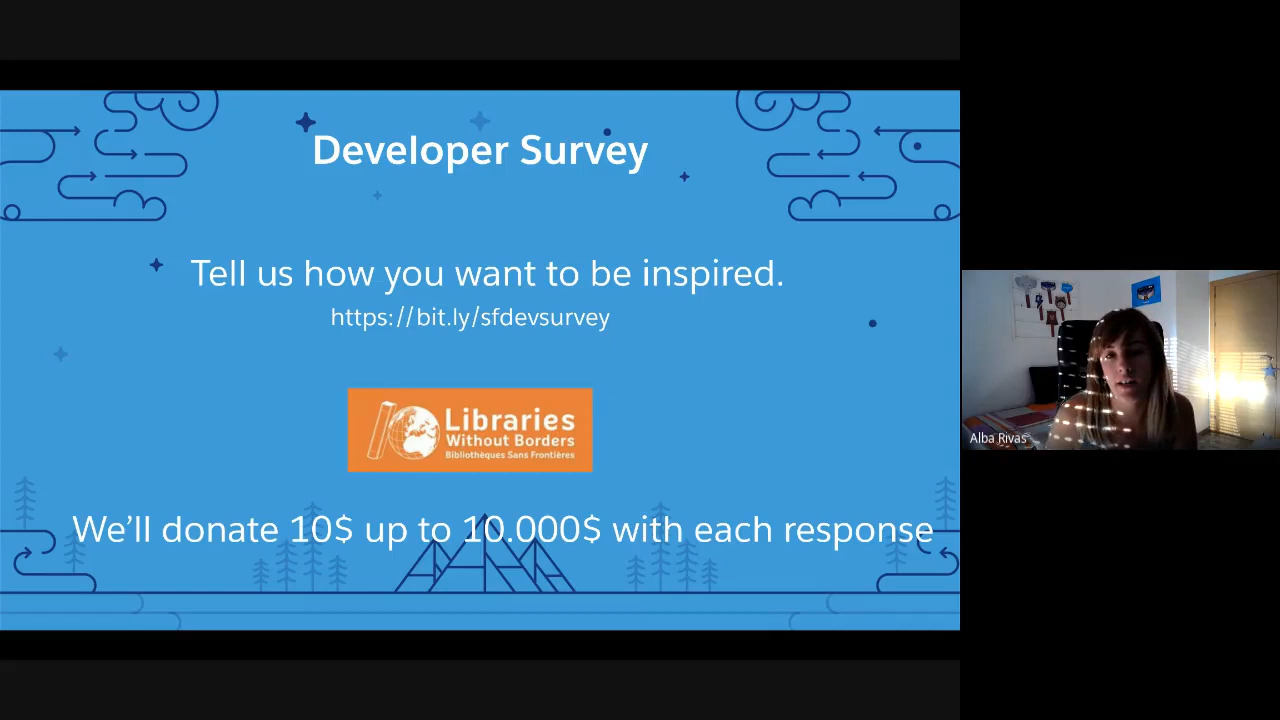 Developer Survey
Tell us how you want to be inspired.
https://bit.ly/sfdevsurvey
Libraries
Without Borders
Bibliothèques Sans Frontières
We'll donate 10$ up to 10.000$ with each response
Alba Rivas